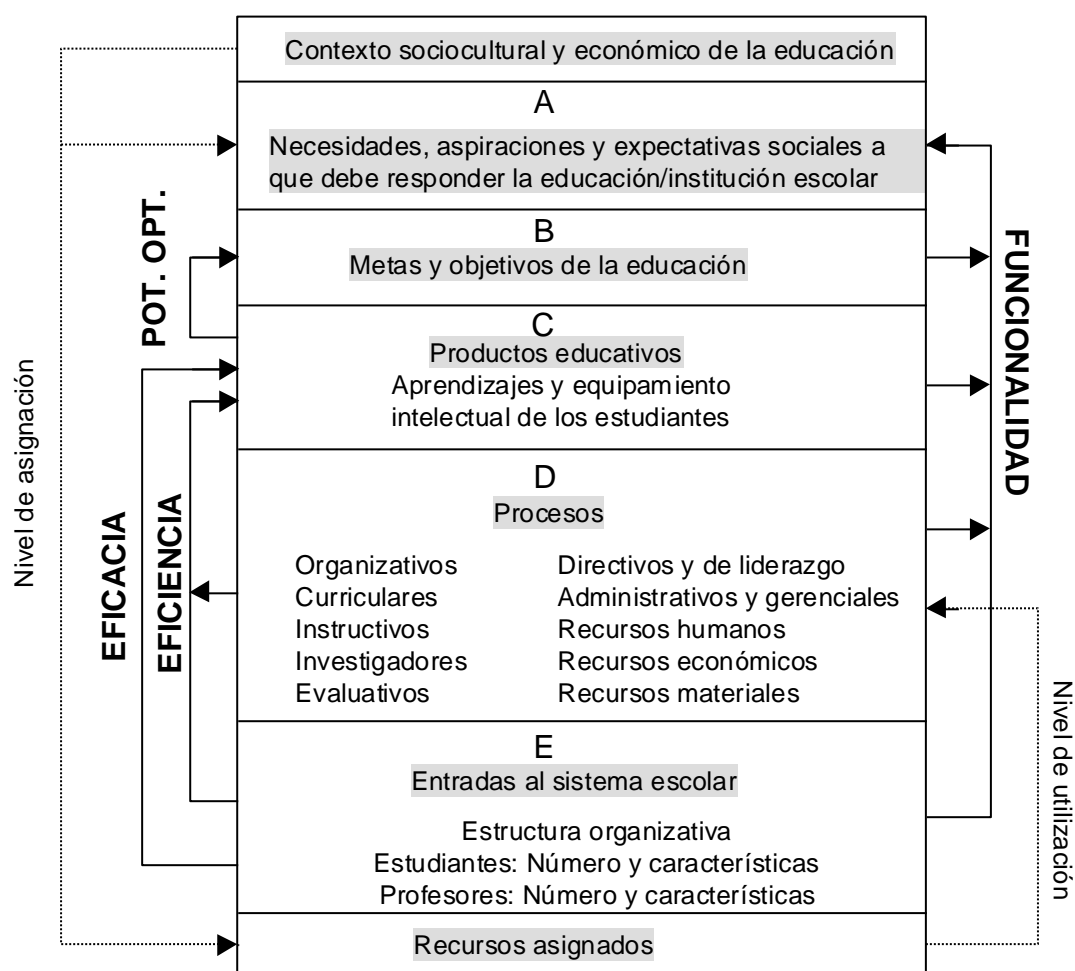 Contexto sociocultural y económico de la educación
A
Necesidades, aspiraciones y expectativas sociales a
que debe responder la educación/institución escolar
B
Metas y objetivos de la educación
C
Productos educativos
Aprendizajes y equipamiento
intelectual de los estudiantes
D
Procesos
Organizativos
Curriculares
Instructivos
Investigadores
Evaluativos
Directivos y de liderazgo
Administrativos y gerenciales
Recursos humanos
Recursos económicos
Recursos materiales
E
Entradas al sistema escolar
Estructura organizativa
Estudiantes: Número y características
Profesores: Número y características
Recursos asignados
Nivel de asignación
POT. OPT.
EFICACIA
EFICIENCIA
FUNCIONALIDAD
Nivel de utilización